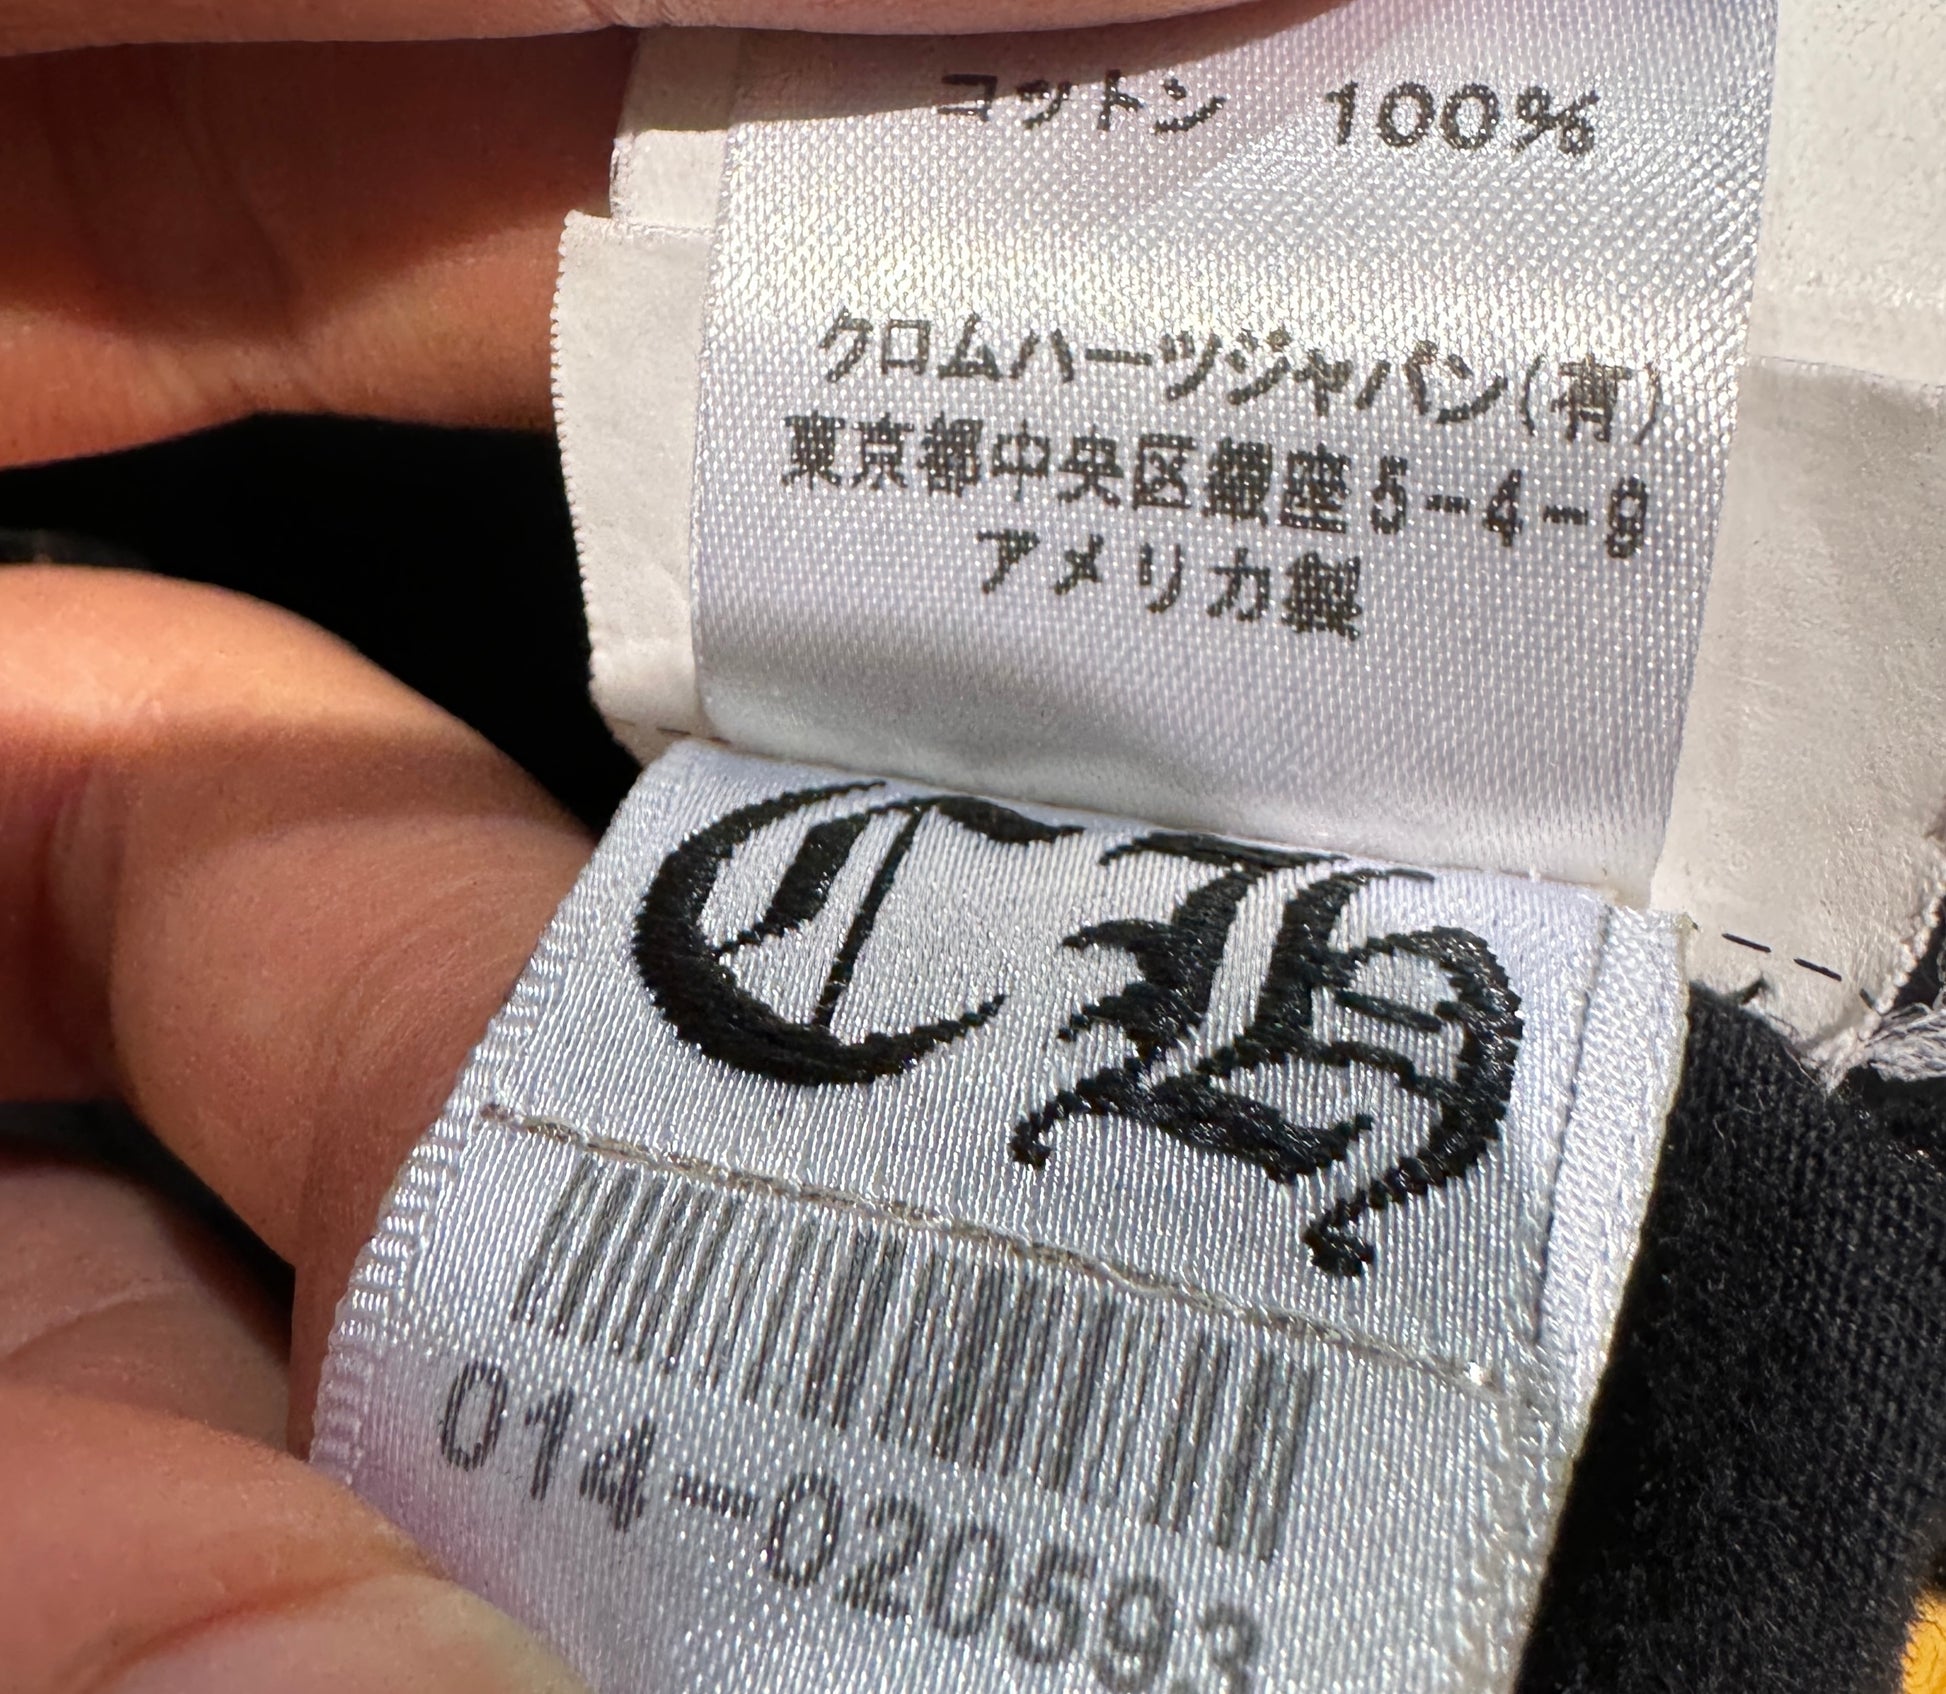 コットン 100%
クロムハーツジャパン(有)
東京都中央区銀座5-4-9
アメリカ製
CH
014-020593